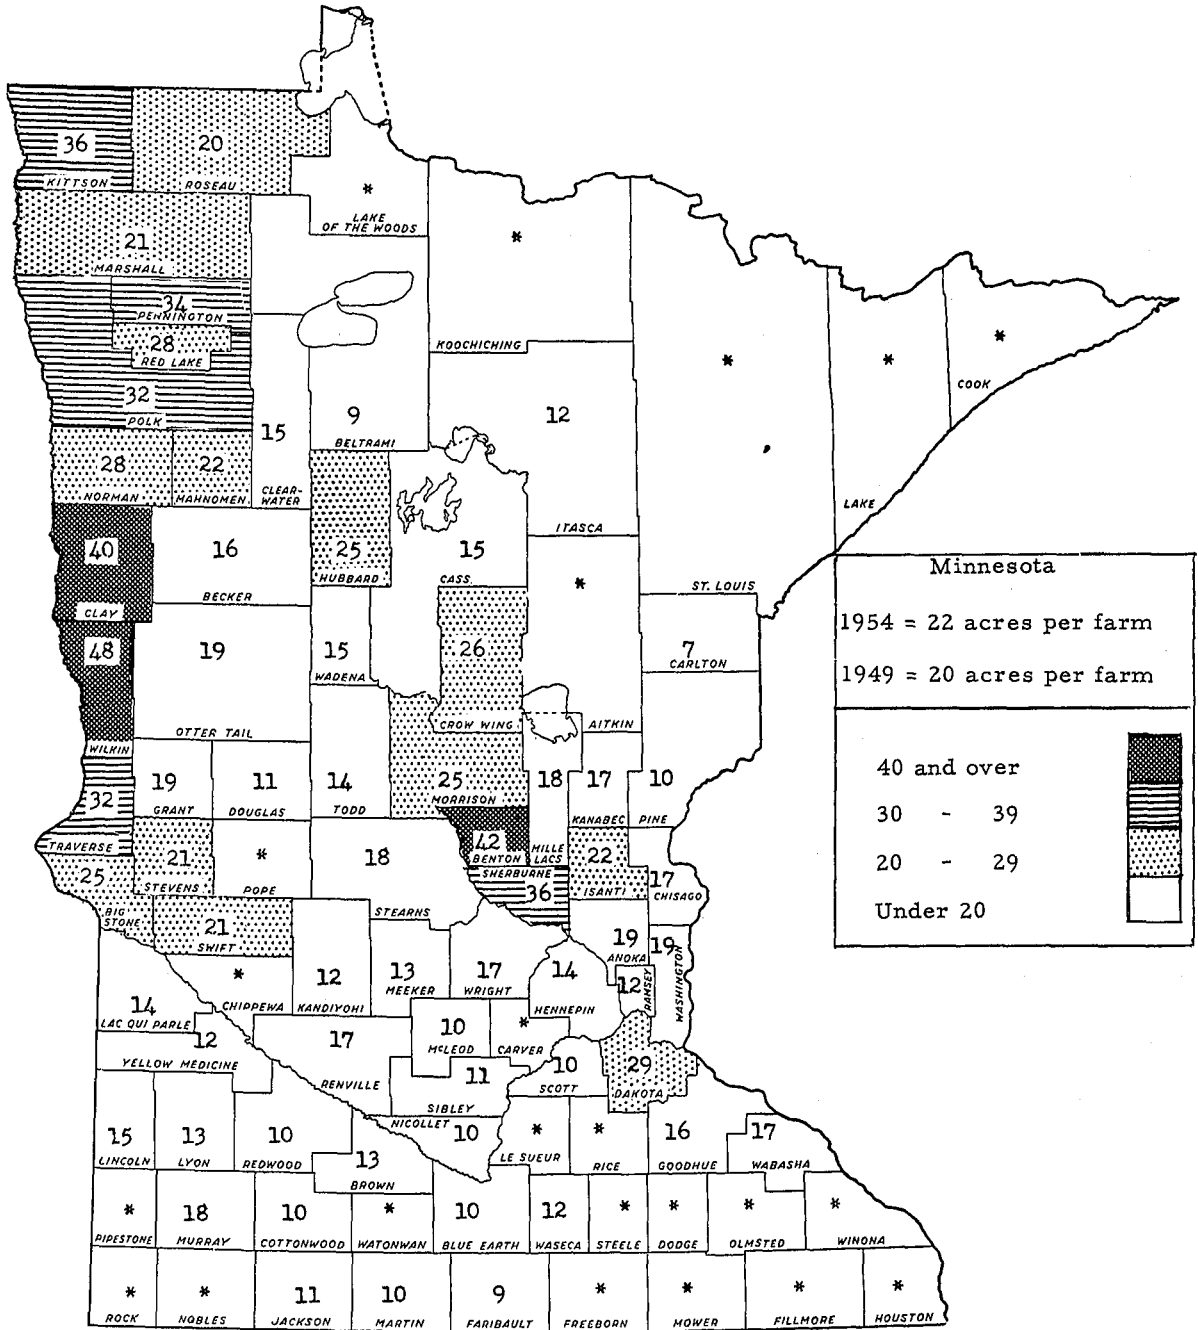 36
KITTSON
20
ROSEAU
*
LAKE
OF THE WOODS
*
KOOCHICHING
21
MARSHALL
34
PENNINGTON
28
RED LAKE
32
POLK
15
CLEAR-
WATER
9
BELTRAMI
12
ITASCA
*
ST. LOUIS
*
LAKE
*
COOK
28
NORMAN
22
MAHNOMEN
25
HUBBARD
15
CASS
40
CLAY
16
BECKER
48
WILKIN
19
OTTER TAIL
15
WADENA
26
CROW WING
*
AITKIN
7
CARLTON
Minnesota
1954 = 22 acres per farm
1949 = 20 acres per farm
40 and over
30 - 39
20 - 29
Under 20
32
TRAVERSE
19
GRANT
11
DOUGLAS
14
TODD
25
MORRISON
18
MILLE
LACS
17
KANABEC
10
PINE
25
BIG
STONE
21
STEVENS
*
POPE
18
STEARNS
42
BENTON
SHERBURNE
36
22
ISANTI
17
CHISAGO
21
SWIFT
*
CHIPPEWA
12
KANDIYOHI
13
MEEKER
17
WRIGHT
14
HENNEPIN
19
ANOKA
12
RAMSEY
19
WASHINGTON
14
LAC QUI PARLE
12
YELLOW MEDICINE
17
RENVILLE
10
McLEOD
*
CARVER
11
SIBLEY
10
SCOTT
29
DAKOTA
15
LINCOLN
13
LYON
10
REDWOOD
13
BROWN
NICOLLET
10
*
LE SUEUR
*
RICE
16
GOODHUE
17
WABASHA
*
PIPESTONE
18
MURRAY
10
COTTONWOOD
*
WATONWAN
10
BLUE EARTH
12
WASECA
*
STEELE
*
DODGE
*
OLMSTED
*
WINONA
*
ROCK
*
NOBLES
11
JACKSON
10
MARTIN
9
FARIBAULT
*
FREEBORN
*
MOWER
*
FILLMORE
*
HOUSTON